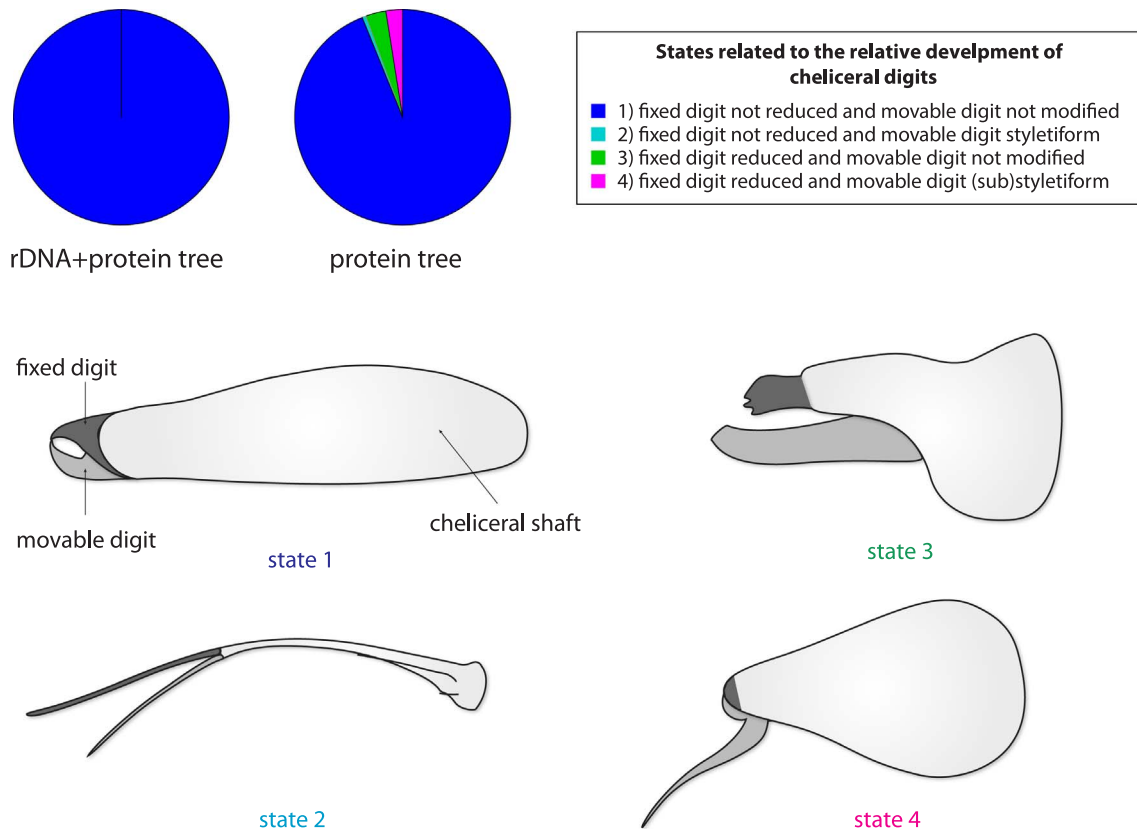 States related to the relative develpment of
cheliceral digits
1) fixed digit not reduced and movable digit not modified
2) fixed digit not reduced and movable digit styletiform
3) fixed digit reduced and movable digit not modified
4) fixed digit reduced and movable digit (sub)styletiform
rDNA+protein tree
protein tree
fixed digit
movable digit
cheliceral shaft
state 1
state 3
state 2
state 4